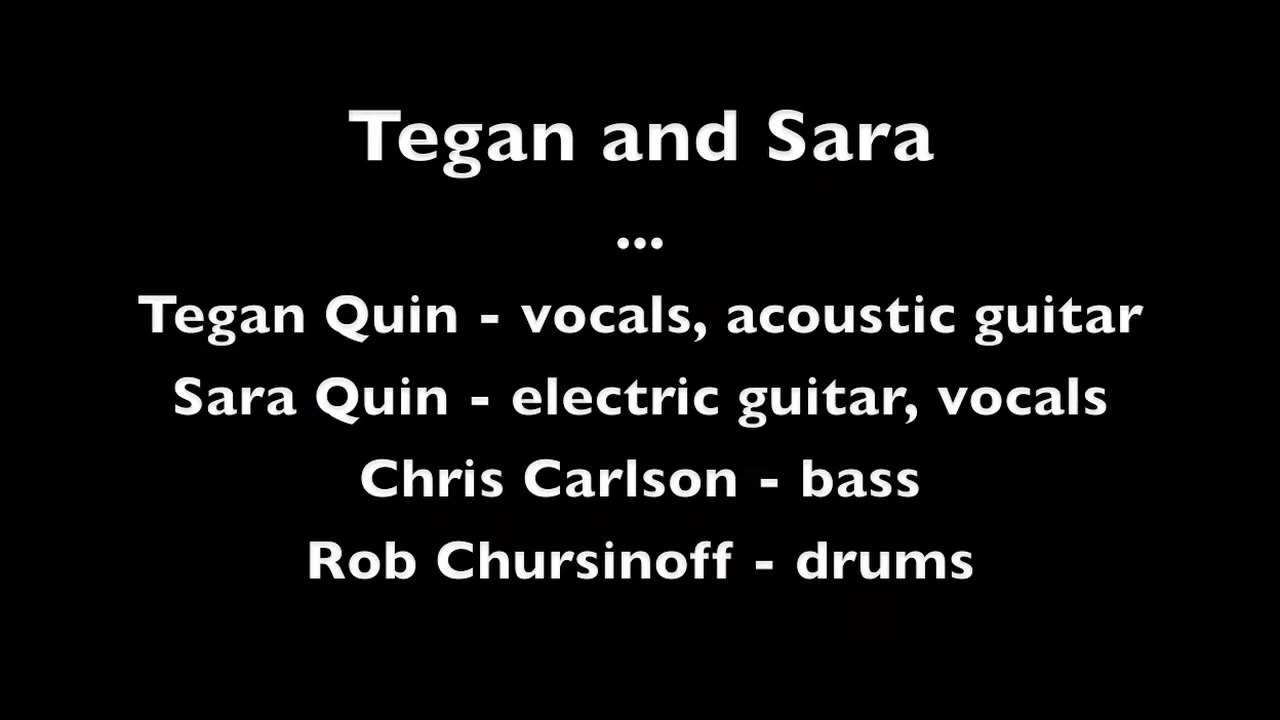 Tegan and Sara
...
Tegan Quin - vocals, acoustic guitar
Sara Quin - electric guitar, vocals
Chris Carlson - bass
Rob Chursinoff - drums